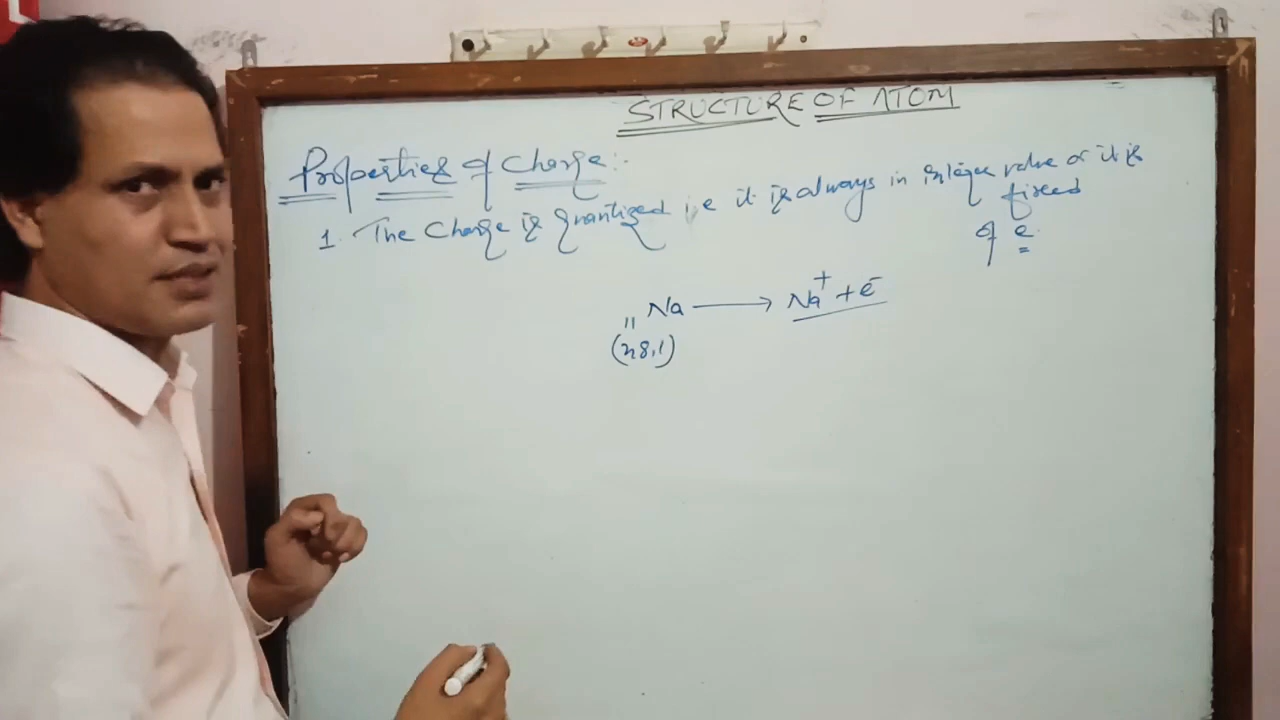 STRUCTURE OF ATOM
Properties of Charge:-
1. The Charge is quantized i.e it is always in integer value or it is fixed
of e.
₁₁Na ⟶ Na⁺ + e⁻
(2,8,1)